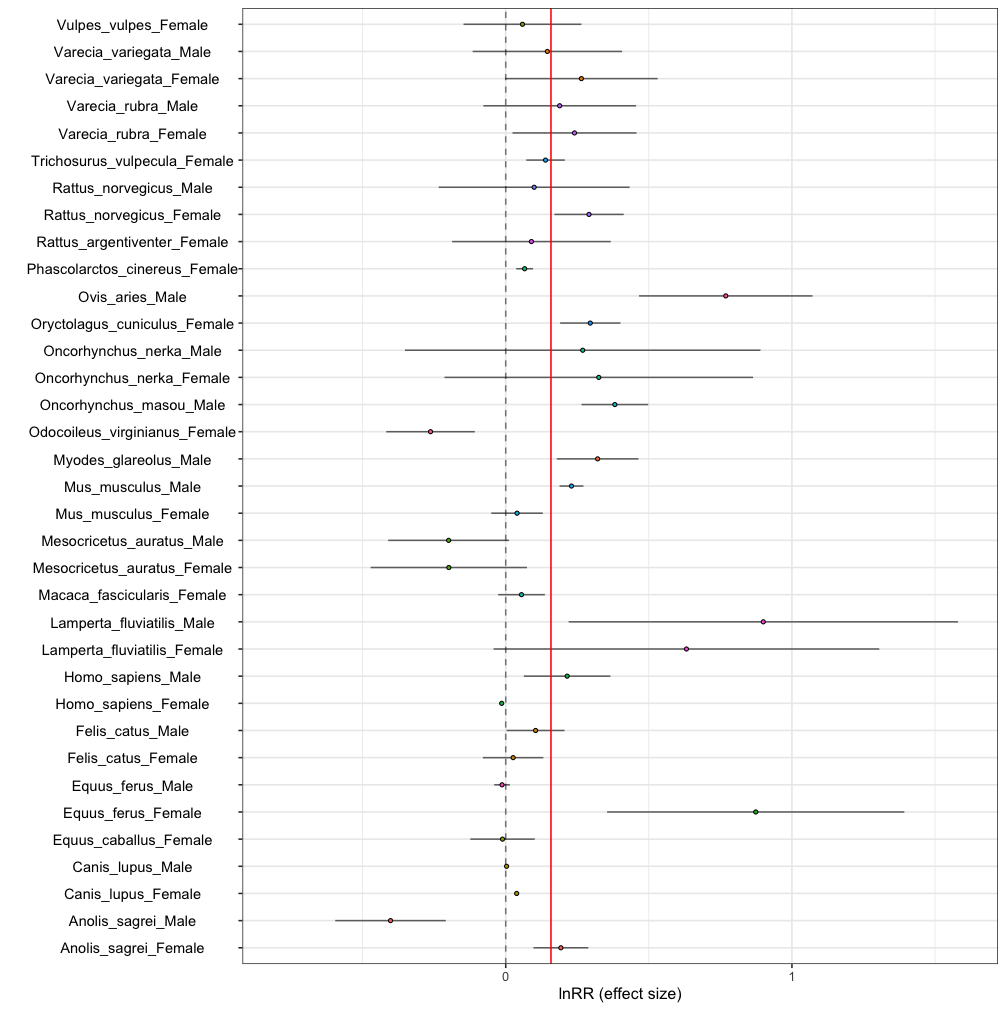 Vulpes_vulpes_Female
Varecia_variegata_Male
Varecia_variegata_Female
Varecia_rubra_Male
Varecia_rubra_Female
Trichosurus_vulpecula_Female
Rattus_norvegicus_Male
Rattus_norvegicus_Female
Rattus_argentiventer_Female
Phascolarctos_cinereus_Female
Ovis_aries_Male
Oryctolagus_cuniculus_Female
Oncorhynchus_nerka_Male
Oncorhynchus_nerka_Female
Oncorhynchus_masou_Male
Odocoileus_virginianus_Female
Myodes_glareolus_Male
Mus_musculus_Male
Mus_musculus_Female
Mesocricetus_auratus_Male
Mesocricetus_auratus_Female
Macaca_fascicularis_Female
Lamperta_fluviatilis_Male
Lamperta_fluviatilis_Female
Homo_sapiens_Male
Homo_sapiens_Female
Felis_catus_Male
Felis_catus_Female
Equus_ferus_Male
Equus_ferus_Female
Equus_caballus_Female
Canis_lupus_Male
Canis_lupus_Female
Anolis_sagrei_Male
Anolis_sagrei_Female
0 1
lnRR (effect size)